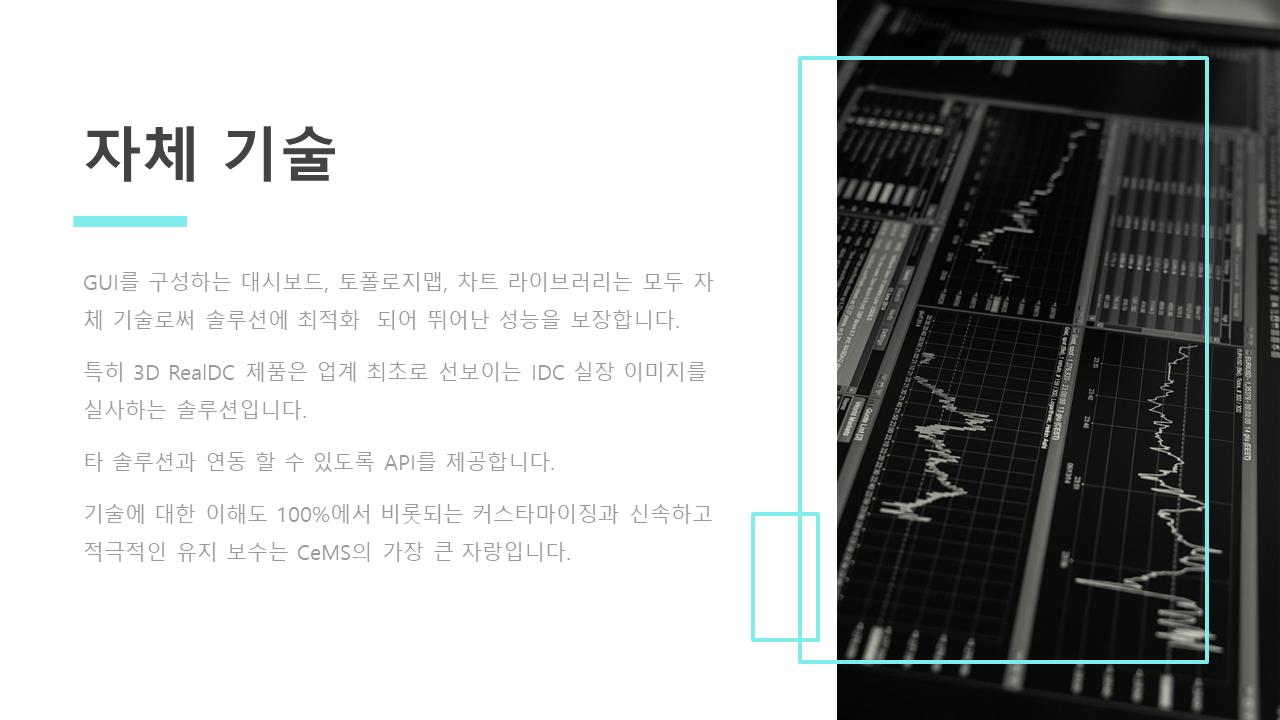 자체 기술
GUI를 구성하는 대시보드, 토폴로지맵, 차트 라이브러리는 모두 자
체 기술로써 솔루션에 최적화 되어 뛰어난 성능을 보장합니다.
특히 3D RealDC 제품은 업계 최초로 선보이는 IDC 실장 이미지를
실사하는 솔루션입니다.
타 솔루션과 연동 할 수 있도록 API를 제공합니다.
기술에 대한 이해도 100%에서 비롯되는 커스타마이징과 신속하고
적극적인 유지 보수는 CeMS의 가장 큰 자랑입니다.